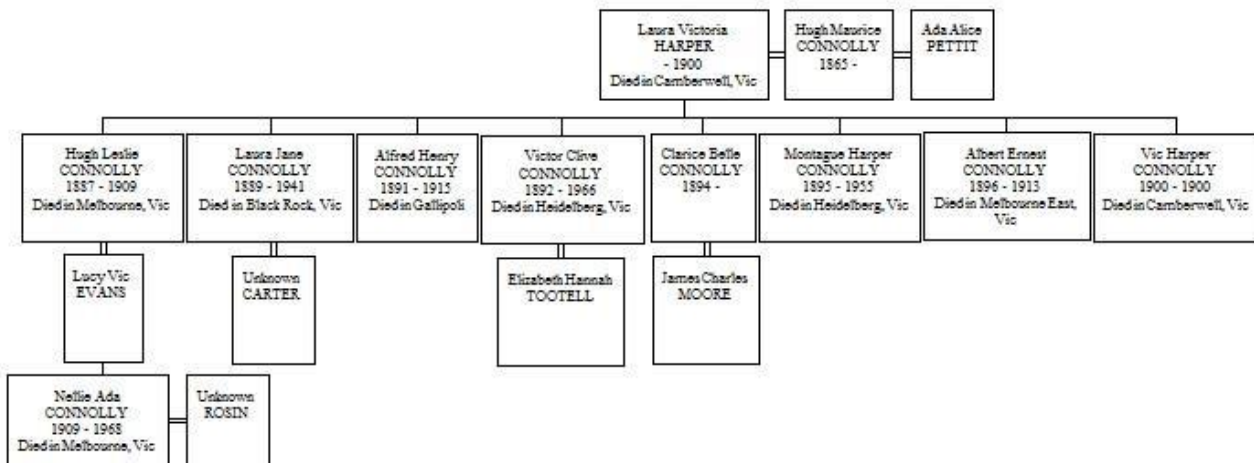 Laura Victoria
HARPER
- 1900
Died in Camberwell, Vic
Hugh Maurice
CONNOLLY
1865 -
Ada Alice
PETTIT
Hugh Leslie
CONNOLLY
1887 - 1909
Died in Melbourne, Vic
Laura Jane
CONNOLLY
1889 - 1941
Died in Black Rock, Vic
Alfred Henry
CONNOLLY
1891 - 1915
Died in Gallipoli
Victor Clive
CONNOLLY
1892 - 1966
Died in Heidelberg, Vic
Clarice Belle
CONNOLLY
1894 -
Montague Harper
CONNOLLY
1895 - 1955
Died in Heidelberg, Vic
Albert Ernest
CONNOLLY
1896 - 1913
Died in Melbourne East,
Vic
Vic Harper
CONNOLLY
1900 - 1900
Died in Camberwell, Vic
Lucy Vic
EVANS
Unknown
CARTER
Elizabeth Hannah
TOOTELL
James Charles
MOORE
Nellie Ada
CONNOLLY
1909 - 1968
Died in Melbourne, Vic
Unknown
ROSIN